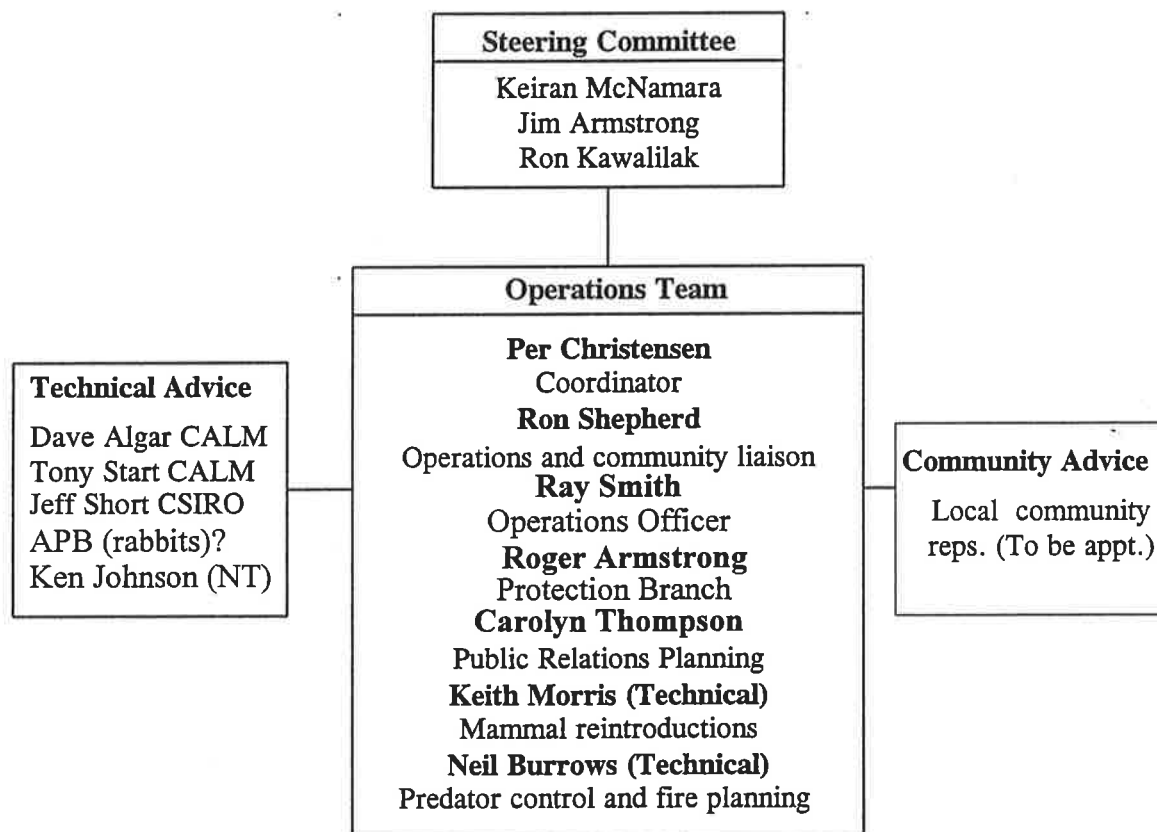 Steering Committee
Keiran McNamara
Jim Armstrong
Ron Kawalilak
Operations Team
Per Christensen
Coordinator
Ron Shepherd
Operations and community liaison
Ray Smith
Operations Officer
Roger Armstrong
Protection Branch
Carolyn Thompson
Public Relations Planning
Keith Morris (Technical)
Mammal reintroductions
Neil Burrows (Technical)
Predator control and fire planning
Technical Advice
Dave Algar CALM
Tony Start CALM
Jeff Short CSIRO
APB (rabbits)?
Ken Johnson (NT)
Community Advice
Local community
reps. (To be appt.)